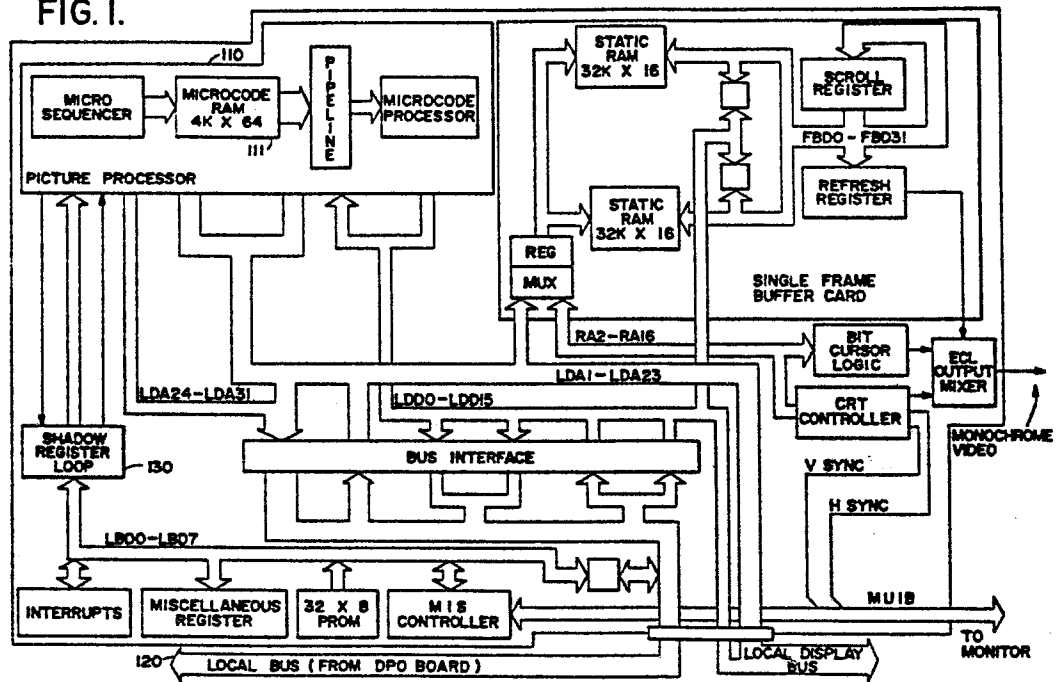 FIG. 1.
110
MICRO
SEQUENCER
MICROCODE
RAM
4K X 64
111
PIPELINE
MICROCODE
PROCESSOR
PICTURE PROCESSOR
STATIC
RAM
32K X 16
SCROLL
REGISTER
FBD0-FBD31
REFRESH
REGISTER
STATIC
RAM
32K X 16
REG
MUX
SINGLE FRAME
BUFFER CARD
RA2-RA16
BIT
CURSOR
LOGIC
ECL
OUTPUT
MIXER
LDA1-LDA23
LDA24-LDA31
LDD0-LDD15
CRT
CONTROLLER
MONOCHROME
VIDEO
SHADOW
REGISTER
LOOP
130
BUS INTERFACE
V SYNC
H SYNC
LBD0-LBD7
INTERRUPTS
MISCELLANEOUS
REGISTER
32 X 8
PROM
MIS
CONTROLLER
MUIB
TO
MONITOR
120
LOCAL BUS (FROM DPO BOARD)
LOCAL DISPLAY
BUS